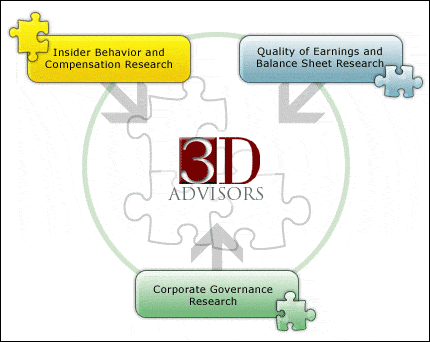 Insider Behavior and
Compensation Research
Quality of Earnings and
Balance Sheet Research
3D
ADVISORS
Corporate Governance
Research